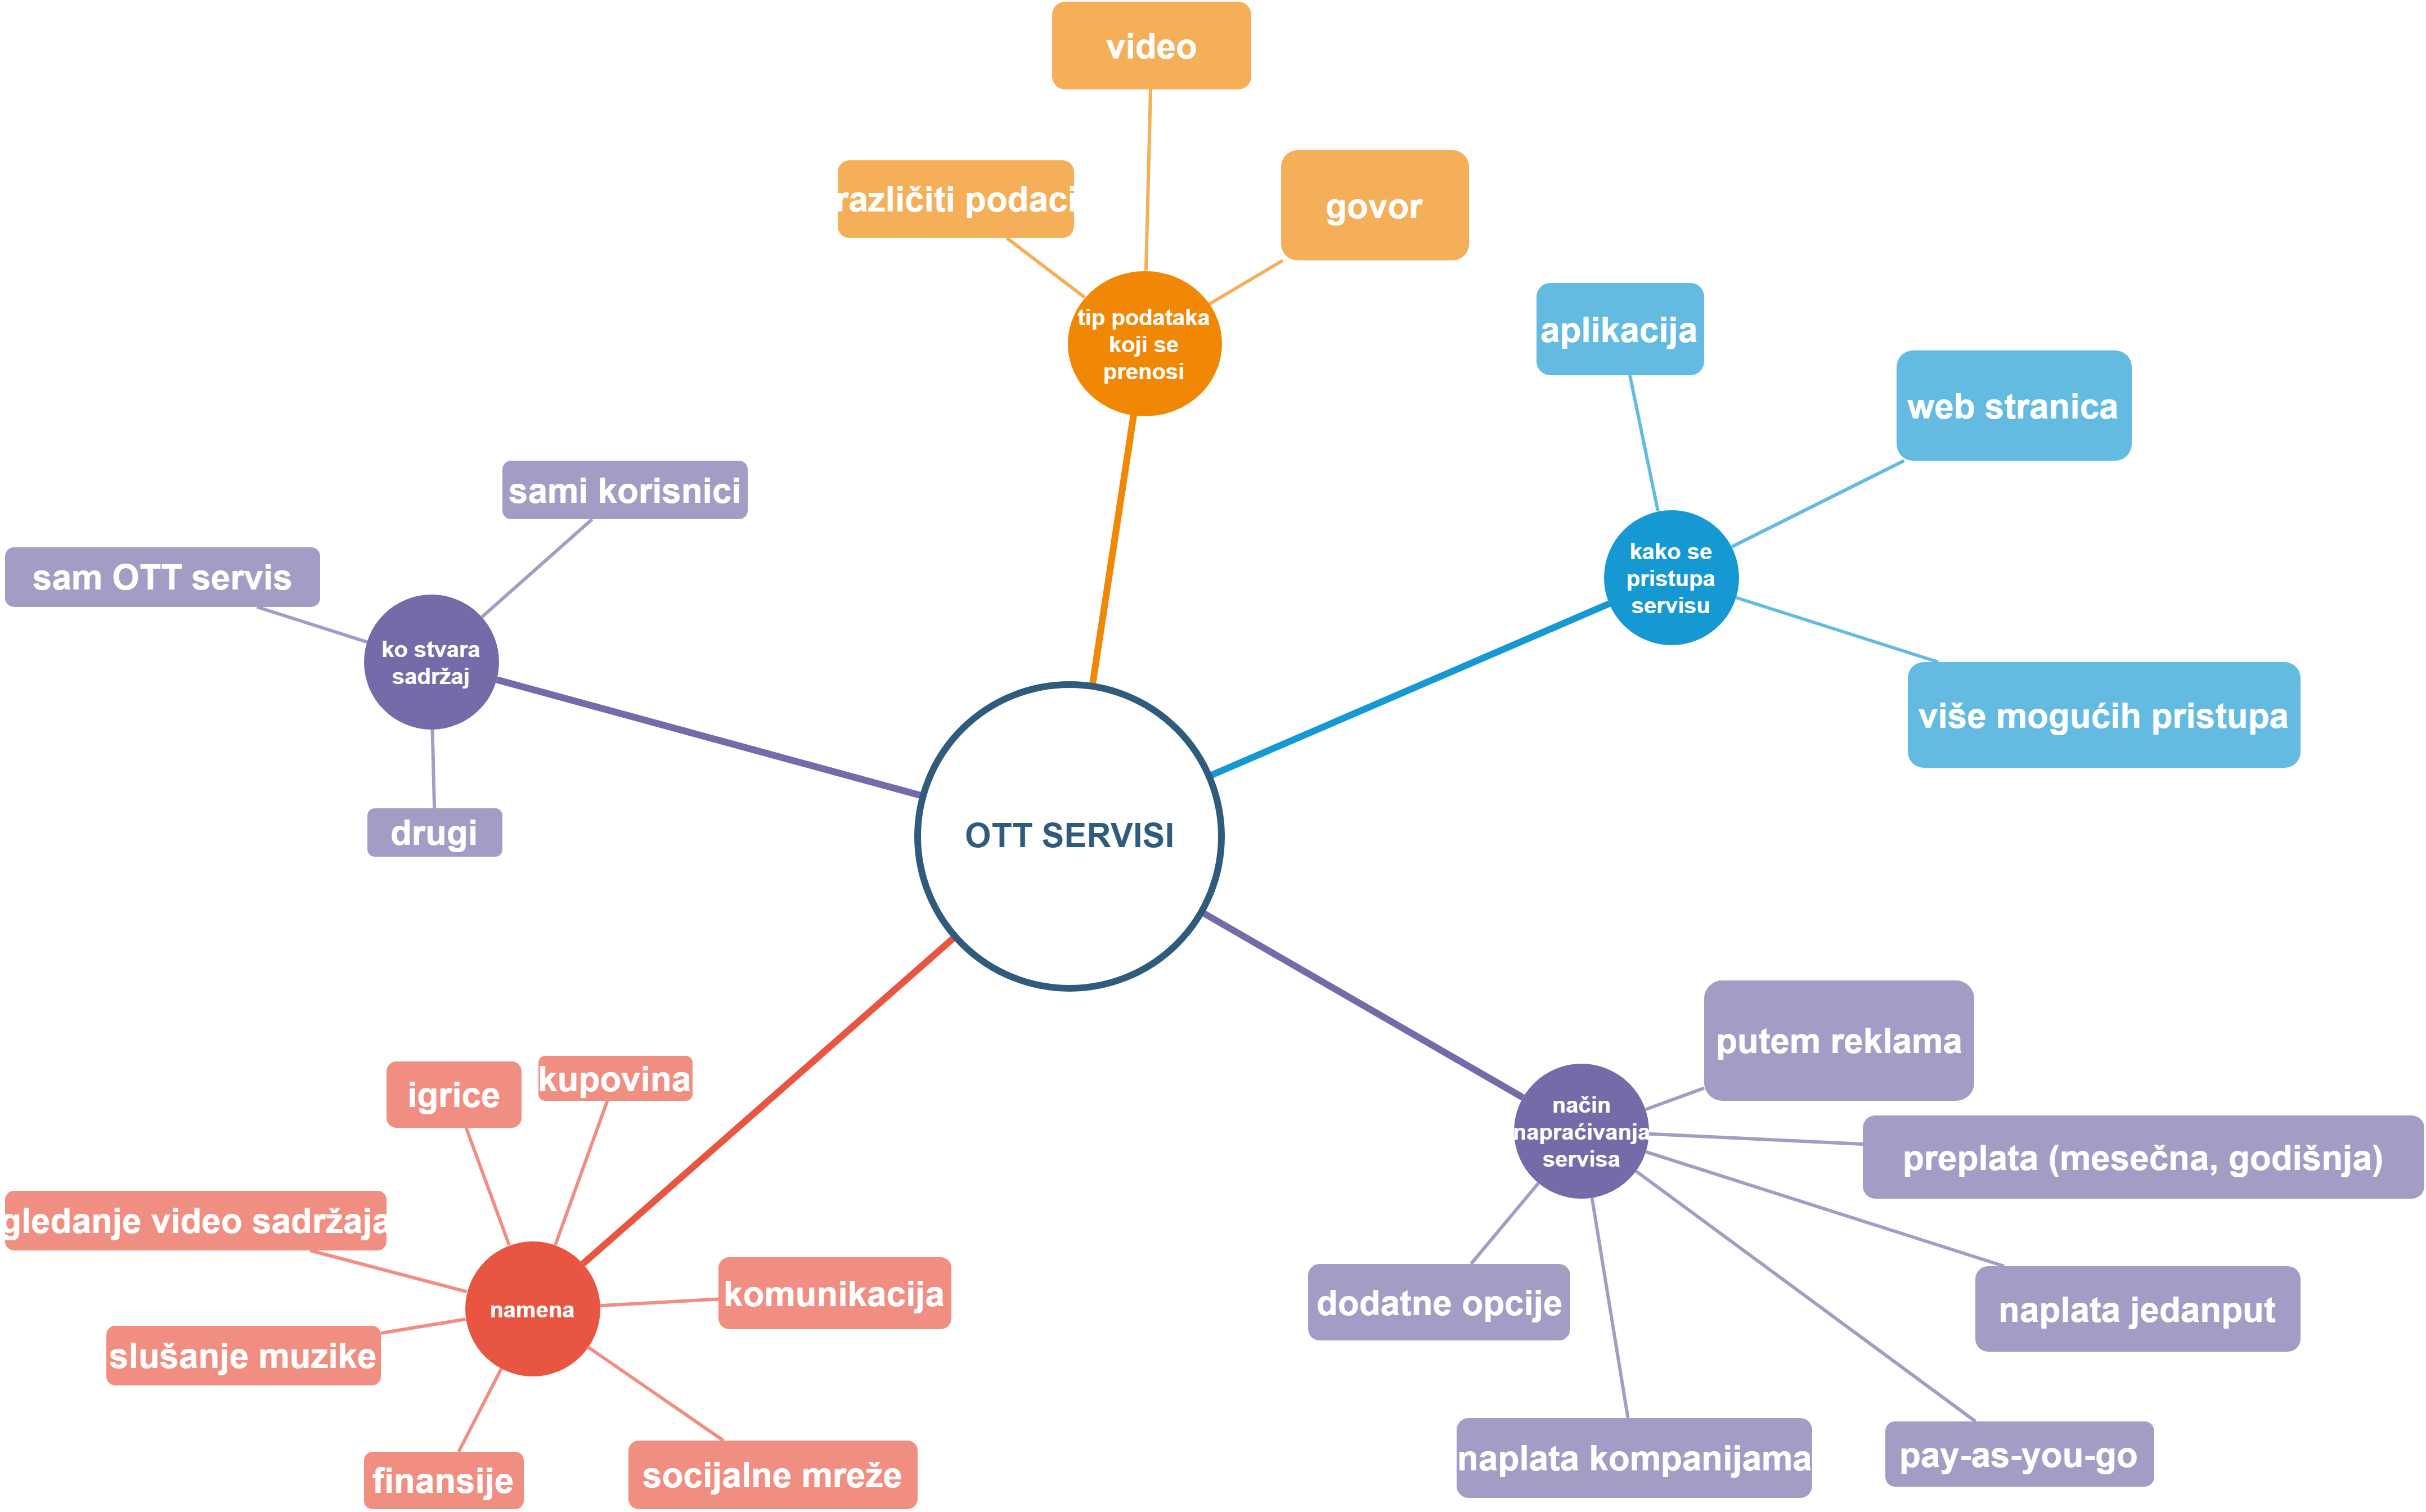 video
različiti podaci
govor
tip podataka
koji se
prenosi
aplikacija
web stranica
kako se
pristupa
servisu
više mogućih pristupa
sami korisnici
sam OTT servis
ko stvara
sadržaj
drugi
OTT SERVISI
putem reklama
način
napraćivanja
servisa
preplata (mesečna, godišnja)
naplata jedanput
dodatne opcije
pay-as-you-go
naplata kompanijama
igrice
kupovina
gledanje video sadržaja
komunikacija
namena
slušanje muzike
finansije
socijalne mreže